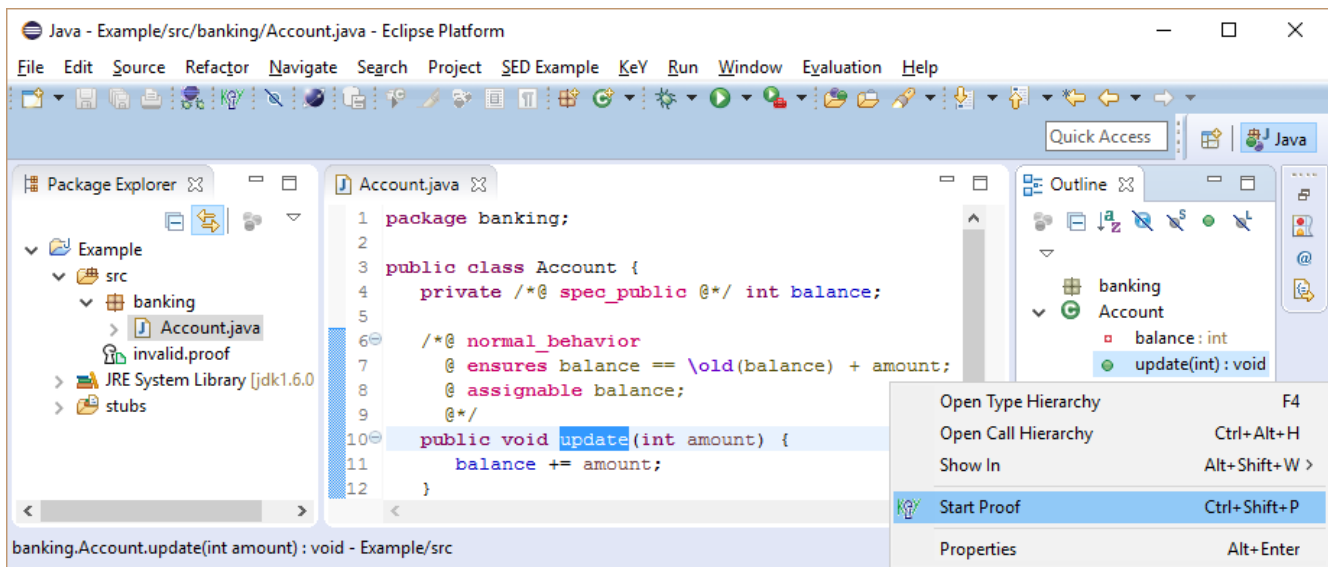 Java - Example/src/banking/Account.java - Eclipse Platform
File Edit Source Refactor Navigate Search Project SED Example KeY Run Window Evaluation Help
Quick Access
Java
Package Explorer
Example
src
banking
Account.java
invalid.proof
JRE System Library [jdk1.6.0
stubs
Account.java
1 package banking;
2
3 public class Account {
4 private /*@ spec_public @*/ int balance;
5
6 /*@ normal_behavior
7 @ ensures balance == \old(balance) + amount;
8 @ assignable balance;
9 @*/
10 public void update(int amount) {
11 balance += amount;
12 }
Outline
banking
Account
balance : int
update(int) : void
Open Type Hierarchy F4
Open Call Hierarchy Ctrl+Alt+H
Show In Alt+Shift+W >
KeY Start Proof Ctrl+Shift+P
Properties Alt+Enter
banking.Account.update(int amount) : void - Example/src